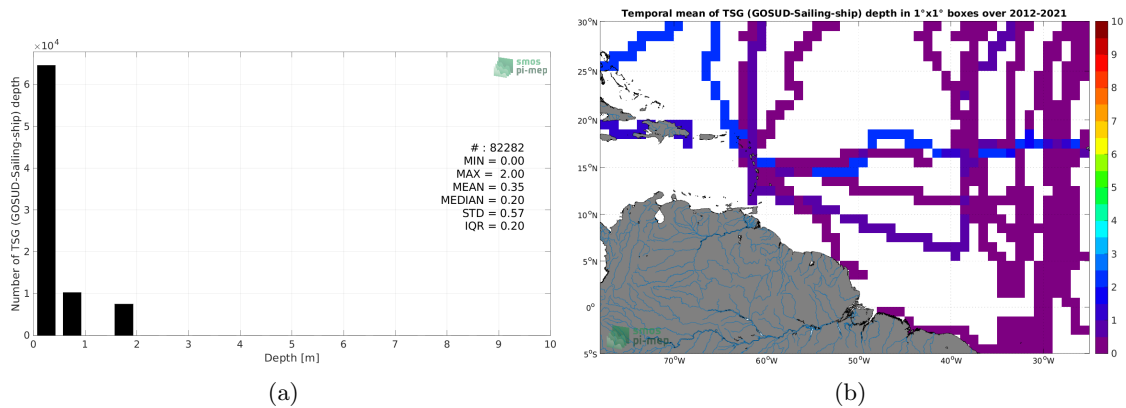 ×10⁴
6
5
4
3
2
1
0
Number of TSG (GOSUD-Sailing-ship) depth
smos
pi-mep
# : 82282
MIN = 0.00
MAX = 2.00
MEAN = 0.35
MEDIAN = 0.20
STD = 0.57
IQR = 0.20
0 1 2 3 4 5 6 7 8 9 10
Depth [m]
(a)
Temporal mean of TSG (GOSUD-Sailing-ship) depth in 1°x1° boxes over 2012-2021
30°N
25°N
20°N
15°N
10°N
5°N
0°
5°S
smos
pi-mep
70°W 60°W 50°W 40°W 30°W
10
9
8
7
6
5
4
3
2
1
0
(b)